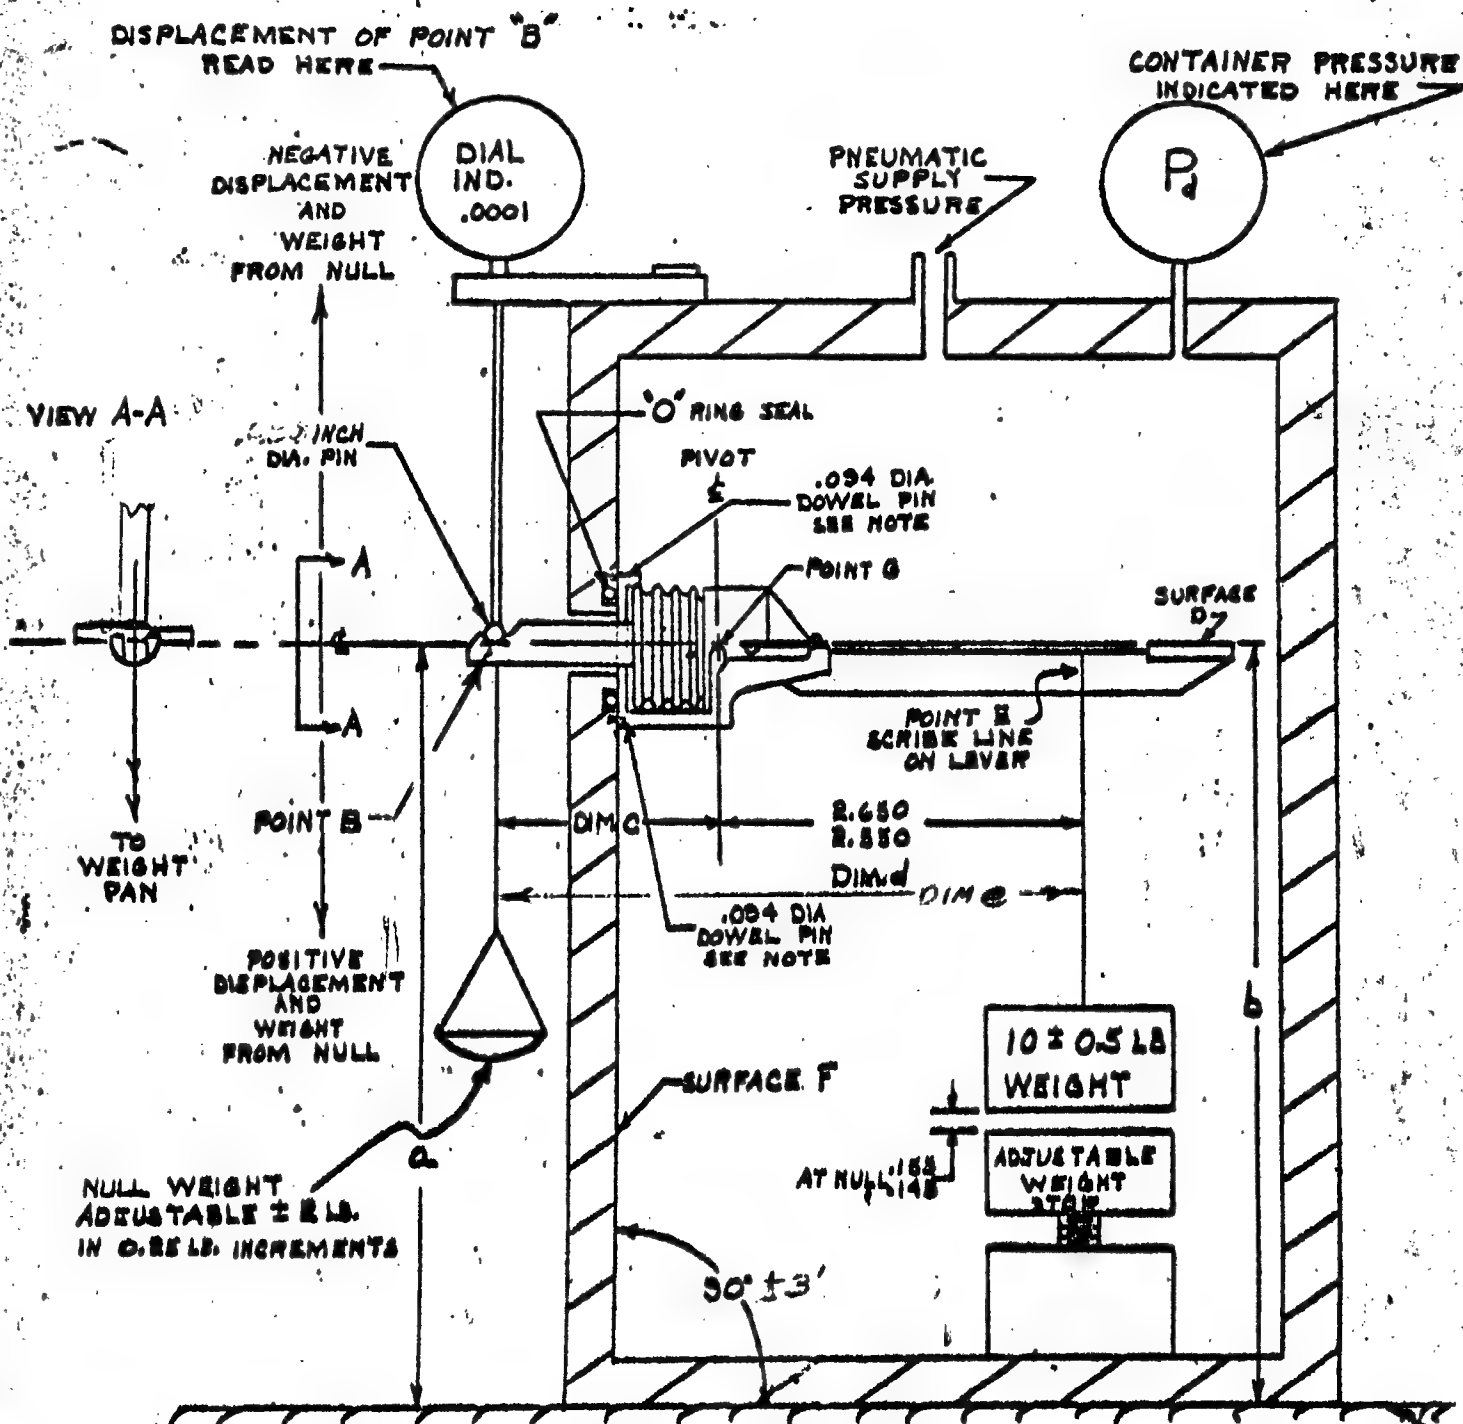 DISPLACEMENT OF POINT "B"
READ HERE
CONTAINER PRESSURE
INDICATED HERE
DIAL
IND.
.0001
NEGATIVE
DISPLACEMENT
AND
WEIGHT
FROM NULL
PNEUMATIC
SUPPLY
PRESSURE
Pd
VIEW A-A
INCH
DIA. PIN
"O" RING SEAL
PIVOT
℄
.094 DIA.
DOWEL PIN
SEE NOTE
POINT G
SURFACE
D
A
℄
A
POINT
SCRIBE LINE
ON LEVER
POINT B
TO
WEIGHT
PAN
DIM C
2.650
2.550
DIM d
DIM e
.094 DIA
DOWEL PIN
SEE NOTE
POSITIVE
DISPLACEMENT
AND
WEIGHT
FROM NULL
b
10 ± 0.5 LB
WEIGHT
SURFACE F
a
AT NULL
ADJUSTABLE
WEIGHT
STOP
NULL WEIGHT
ADJUSTABLE ± 2 LB.
IN 0.25 LB. INCREMENTS
90° ± 3'